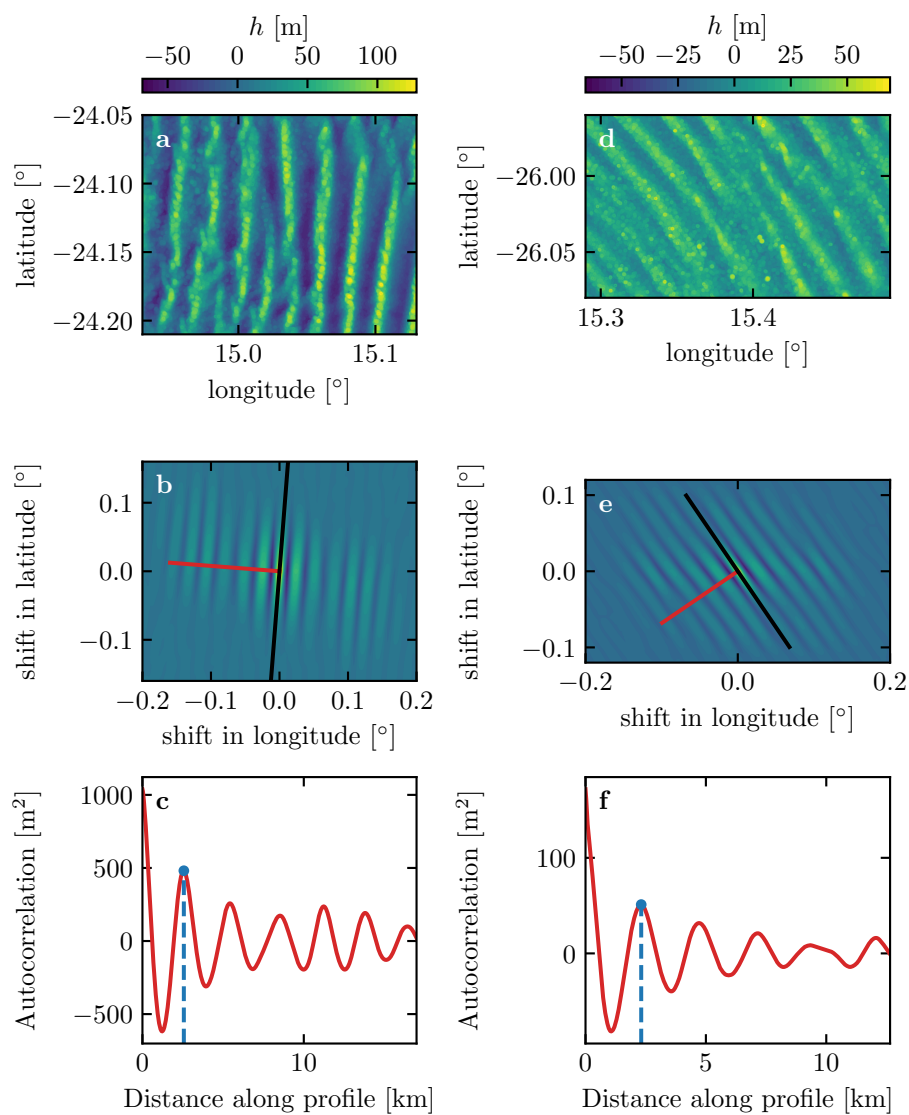 h [m]
−50 0 50 100
a
−24.05
−24.10
−24.15
−24.20
latitude [°]
15.0 15.1
longitude [°]
h [m]
−50 −25 0 25 50
d
−26.00
−26.05
latitude [°]
15.3 15.4
longitude [°]
b
0.1
0.0
−0.1
shift in latitude [°]
−0.2 −0.1 0.0 0.1 0.2
shift in longitude [°]
e
0.1
0.0
−0.1
shift in latitude [°]
−0.2 0.0 0.2
shift in longitude [°]
c
1000
500
0
−500
Autocorrelation [m²]
0 10
Distance along profile [km]
f
100
0
Autocorrelation [m²]
0 5 10
Distance along profile [km]